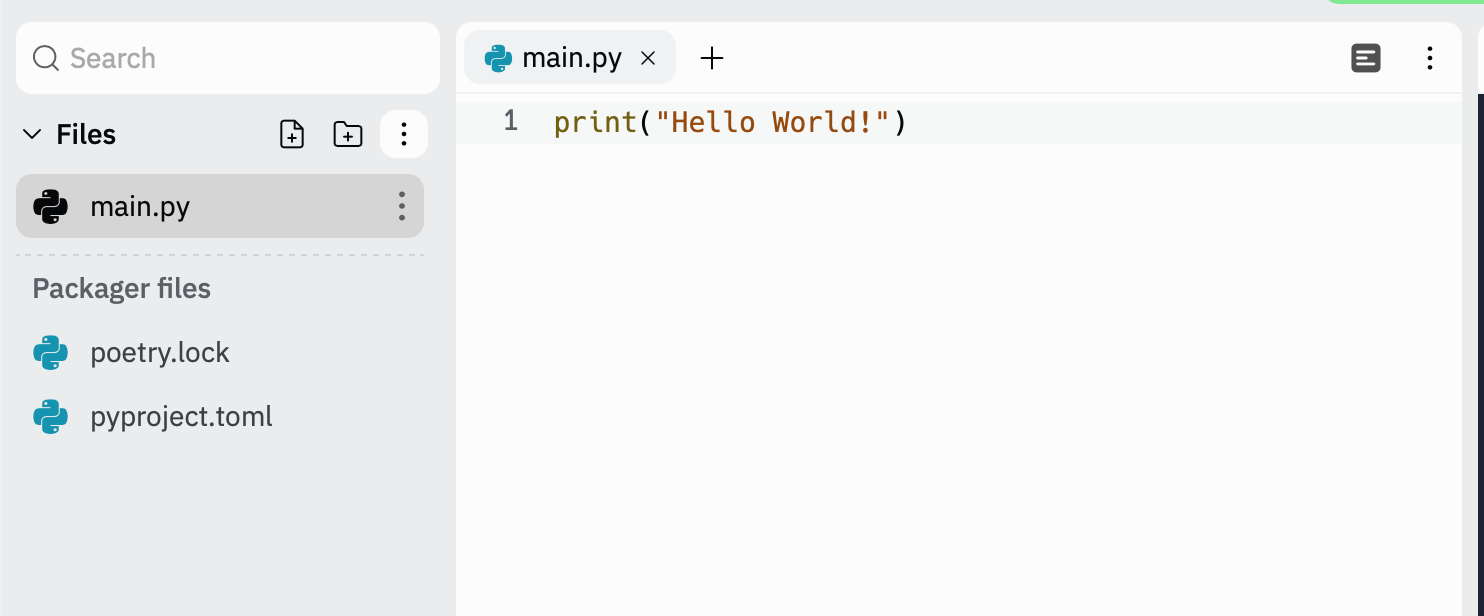 Search
Files
main.py
Packager files
poetry.lock
pyproject.toml
main.py
1 print("Hello World!")